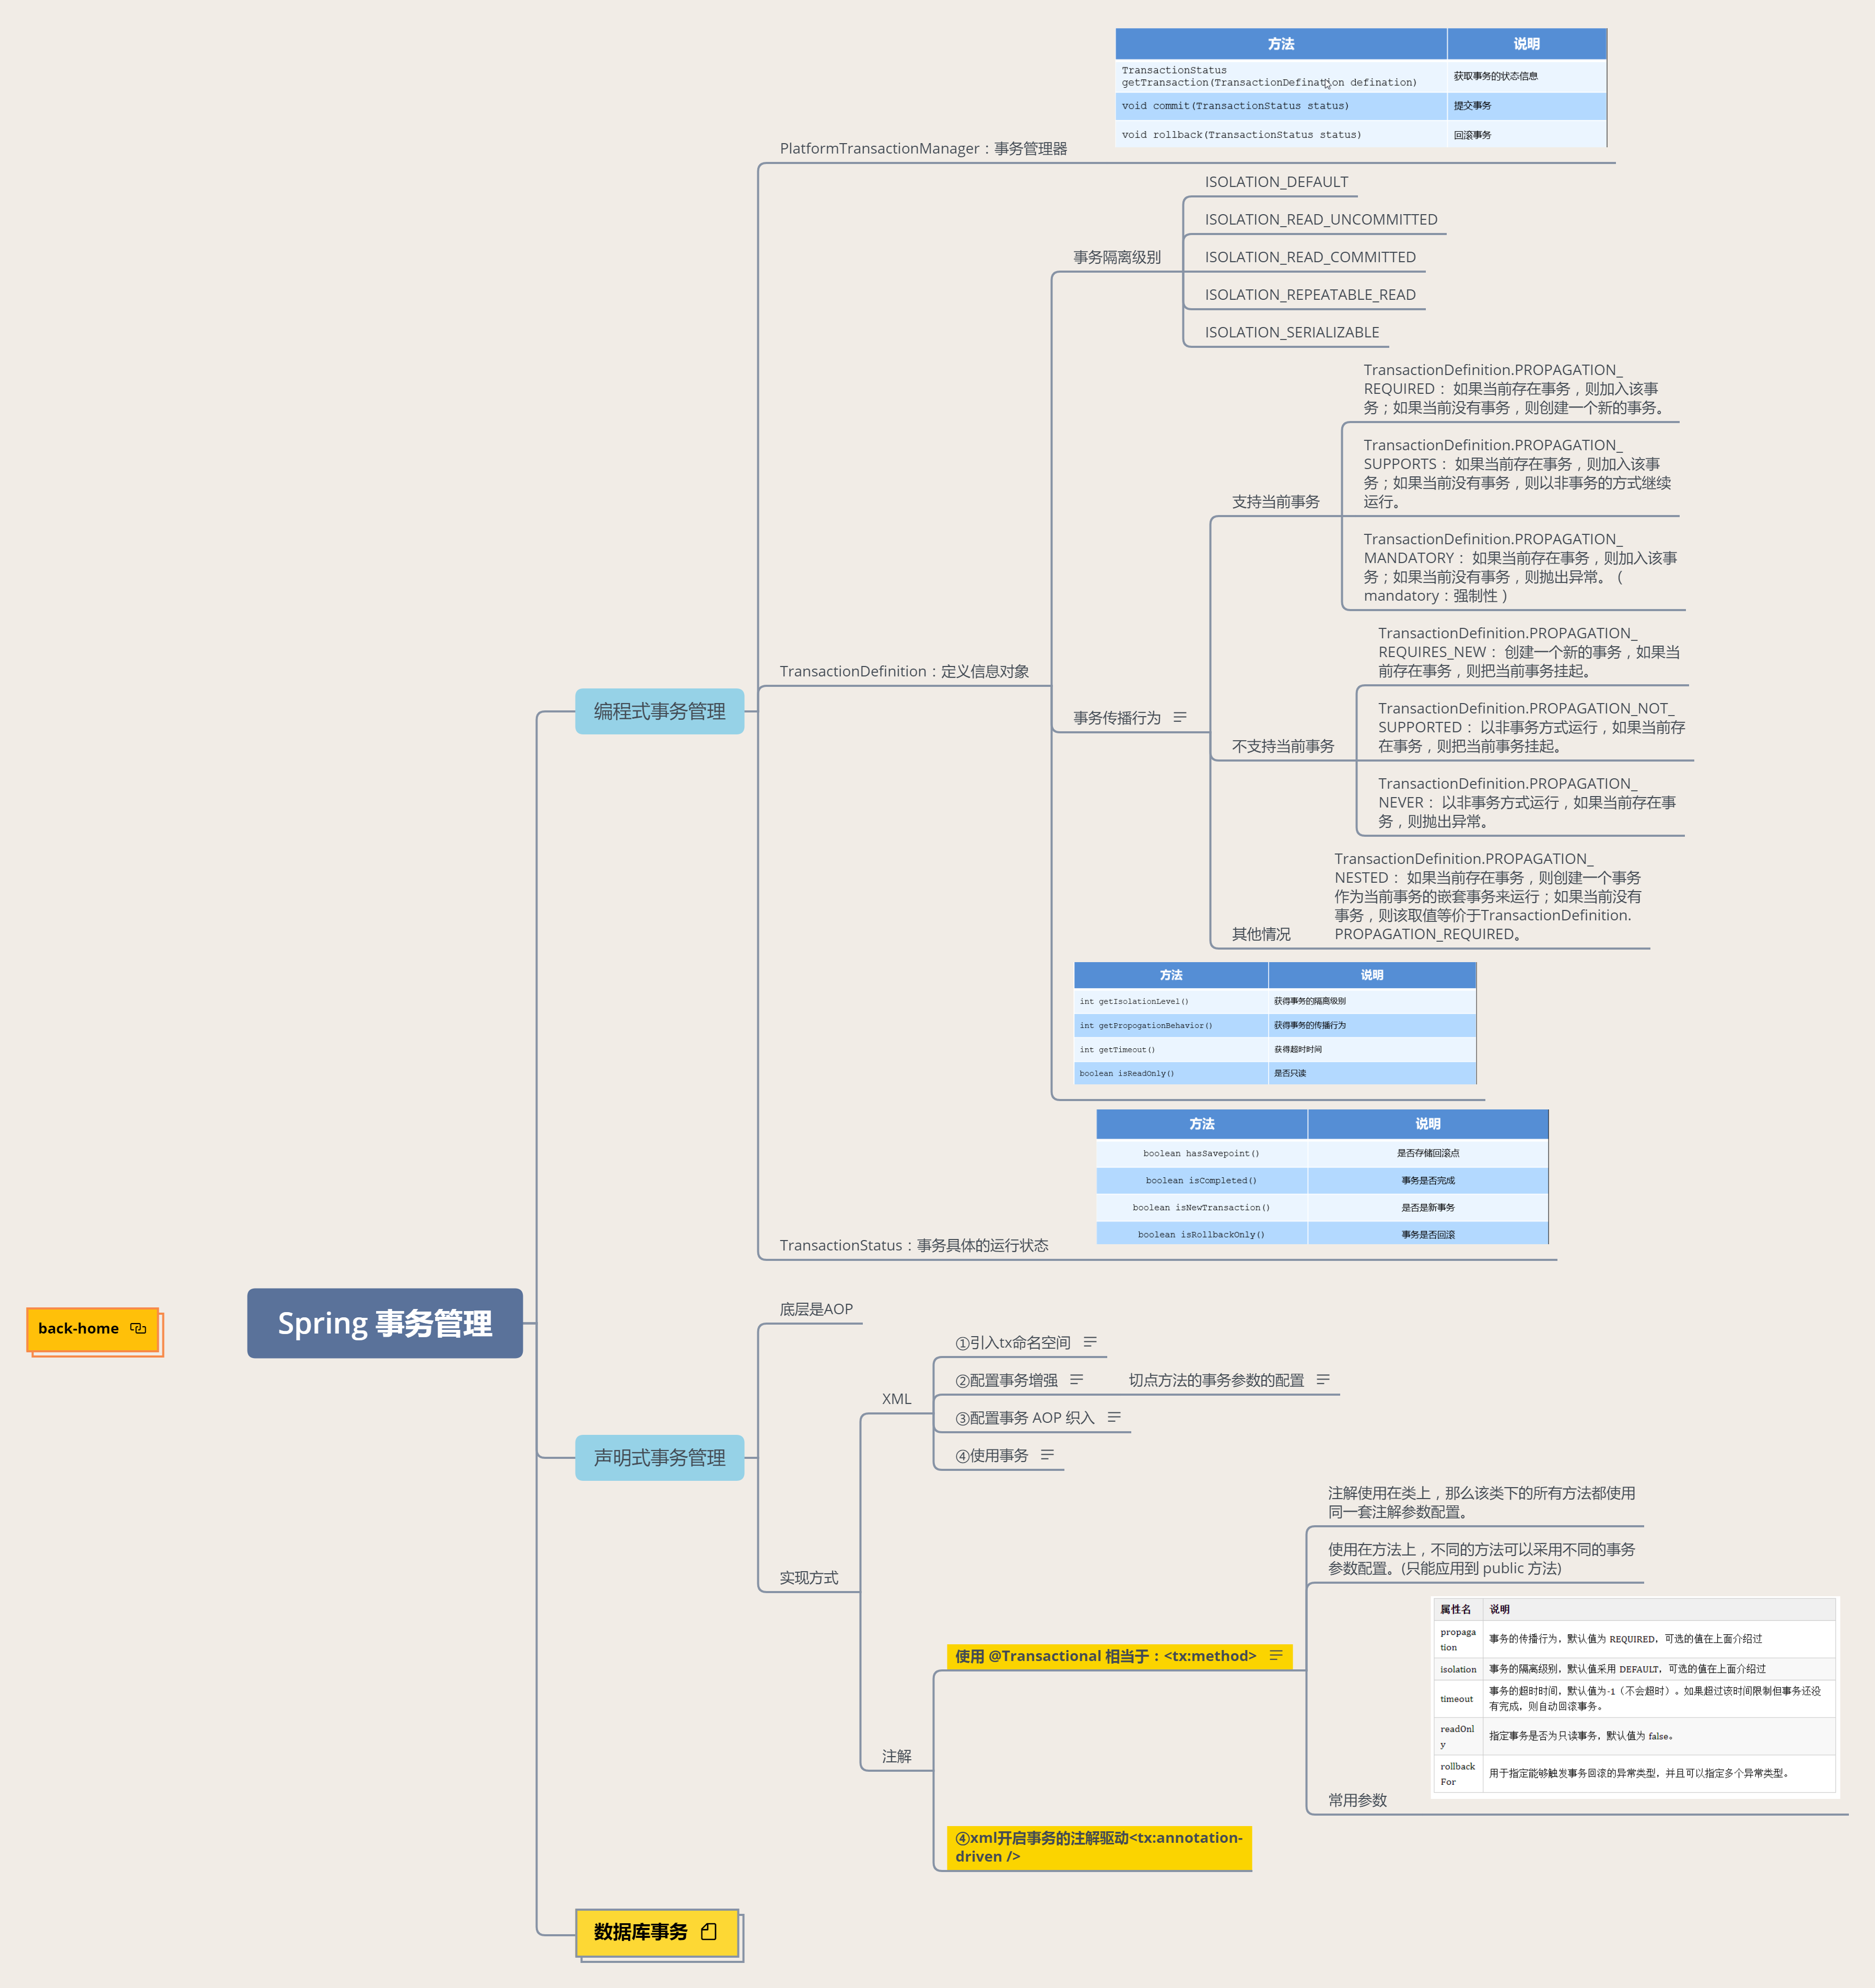 方法 说明
TransactionStatus
getTransaction(TransactionDefination defination) 获取事务的状态信息
void commit(TransactionStatus status) 提交事务
void rollback(TransactionStatus status) 回滚事务
PlatformTransactionManager：事务管理器
ISOLATION_DEFAULT
ISOLATION_READ_UNCOMMITTED
事务隔离级别
ISOLATION_READ_COMMITTED
ISOLATION_REPEATABLE_READ
ISOLATION_SERIALIZABLE
TransactionDefinition.PROPAGATION_
REQUIRED： 如果当前存在事务，则加入该事
务；如果当前没有事务，则创建一个新的事务。
TransactionDefinition.PROPAGATION_
SUPPORTS： 如果当前存在事务，则加入该事
务；如果当前没有事务，则以非事务的方式继续
运行。
支持当前事务
TransactionDefinition.PROPAGATION_
MANDATORY： 如果当前存在事务，则加入该事
务；如果当前没有事务，则抛出异常。（
mandatory：强制性）
TransactionDefinition.PROPAGATION_
REQUIRES_NEW： 创建一个新的事务，如果当
前存在事务，则把当前事务挂起。
TransactionDefinition：定义信息对象
编程式事务管理
事务传播行为
TransactionDefinition.PROPAGATION_NOT_
SUPPORTED： 以非事务方式运行，如果当前存
在事务，则把当前事务挂起。
不支持当前事务
TransactionDefinition.PROPAGATION_
NEVER： 以非事务方式运行，如果当前存在事
务，则抛出异常。
TransactionDefinition.PROPAGATION_
NESTED： 如果当前存在事务，则创建一个事务
作为当前事务的嵌套事务来运行；如果当前没有
事务，则该取值等价于TransactionDefinition.
PROPAGATION_REQUIRED。
其他情况
方法 说明
int getIsolationLevel() 获得事务的隔离级别
int getPropogationBehavior() 获得事务的传播行为
int getTimeout() 获得超时时间
boolean isReadOnly() 是否只读
方法 说明
boolean hasSavepoint() 是否存储回滚点
boolean isCompleted() 事务是否完成
boolean isNewTransaction() 是否是新事务
boolean isRollbackOnly() 事务是否回滚
TransactionStatus：事务具体的运行状态
back-home
Spring 事务管理
底层是AOP
①引入tx命名空间
②配置事务增强 切点方法的事务参数的配置
XML
③配置事务 AOP 织入
④使用事务
声明式事务管理
注解使用在类上，那么该类下的所有方法都使用
同一套注解参数配置。
使用在方法上，不同的方法可以采用不同的事务
参数配置。(只能应用到 public 方法)
实现方式
使用 @Transactional 相当于：<tx:method>
属性名 说明
propaga
tion 事务的传播行为，默认值为 REQUIRED，可选的值在上面介绍过
isolation 事务的隔离级别，默认值采用 DEFAULT，可选的值在上面介绍过
timeout 事务的超时时间，默认值为-1（不会超时）。如果超过该时间限制但事务还没
有完成，则自动回滚事务。
readOnl
y 指定事务是否为只读事务，默认值为 false。
rollback
For 用于指定能够触发事务回滚的异常类型，并且可以指定多个异常类型。
常用参数
注解
④xml开启事务的注解驱动<tx:annotation-
driven />
数据库事务